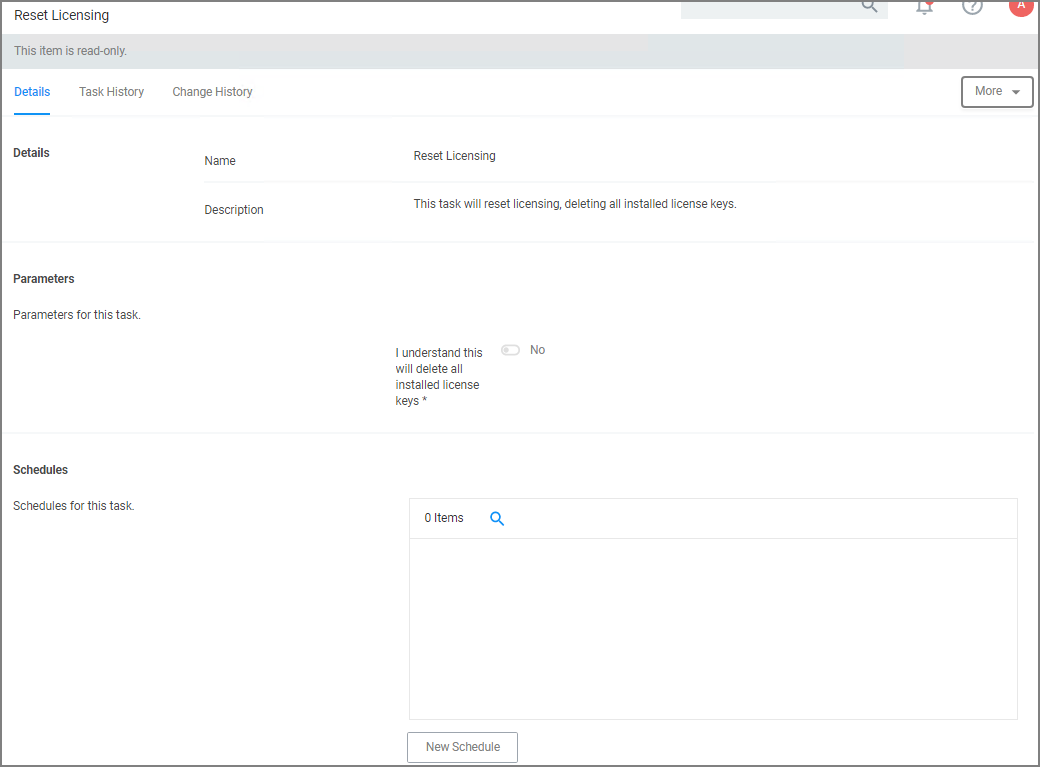 Reset Licensing
A
This item is read-only.
Details Task History Change History More
Details
Name Reset Licensing
Description This task will reset licensing, deleting all installed license keys.
Parameters
Parameters for this task.
I understand this
will delete all
installed license
keys *
No
Schedules
Schedules for this task.
0 Items
New Schedule